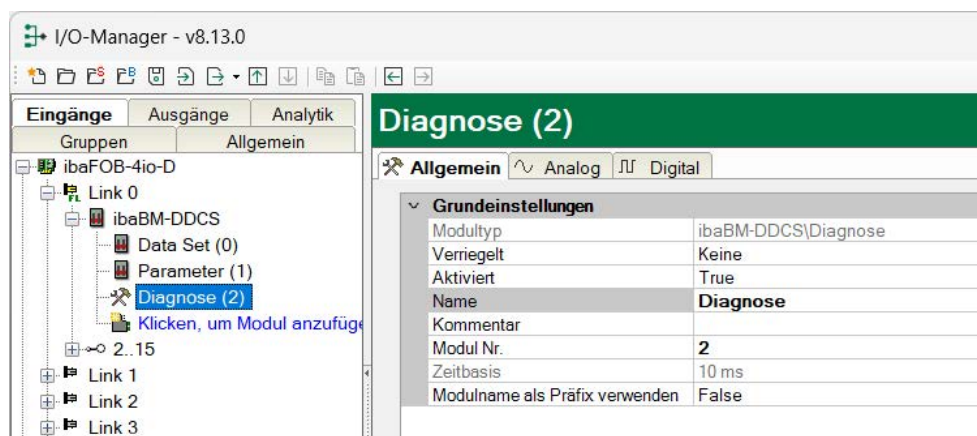 I/O-Manager - v8.13.0
Eingänge Ausgänge Analytik
Gruppen Allgemein
ibaFOB-4io-D
Link 0
ibaBM-DDCS
Data Set (0)
Parameter (1)
Diagnose (2)
Klicken, um Modul anzufüge
2..15
Link 1
Link 2
Link 3
Diagnose (2)
Allgemein Analog Digital
Grundeinstellungen
Modultyp ibaBM-DDCS\Diagnose
Verriegelt Keine
Aktiviert True
Name Diagnose
Kommentar
Modul Nr. 2
Zeitbasis 10 ms
Modulname als Präfix verwenden False